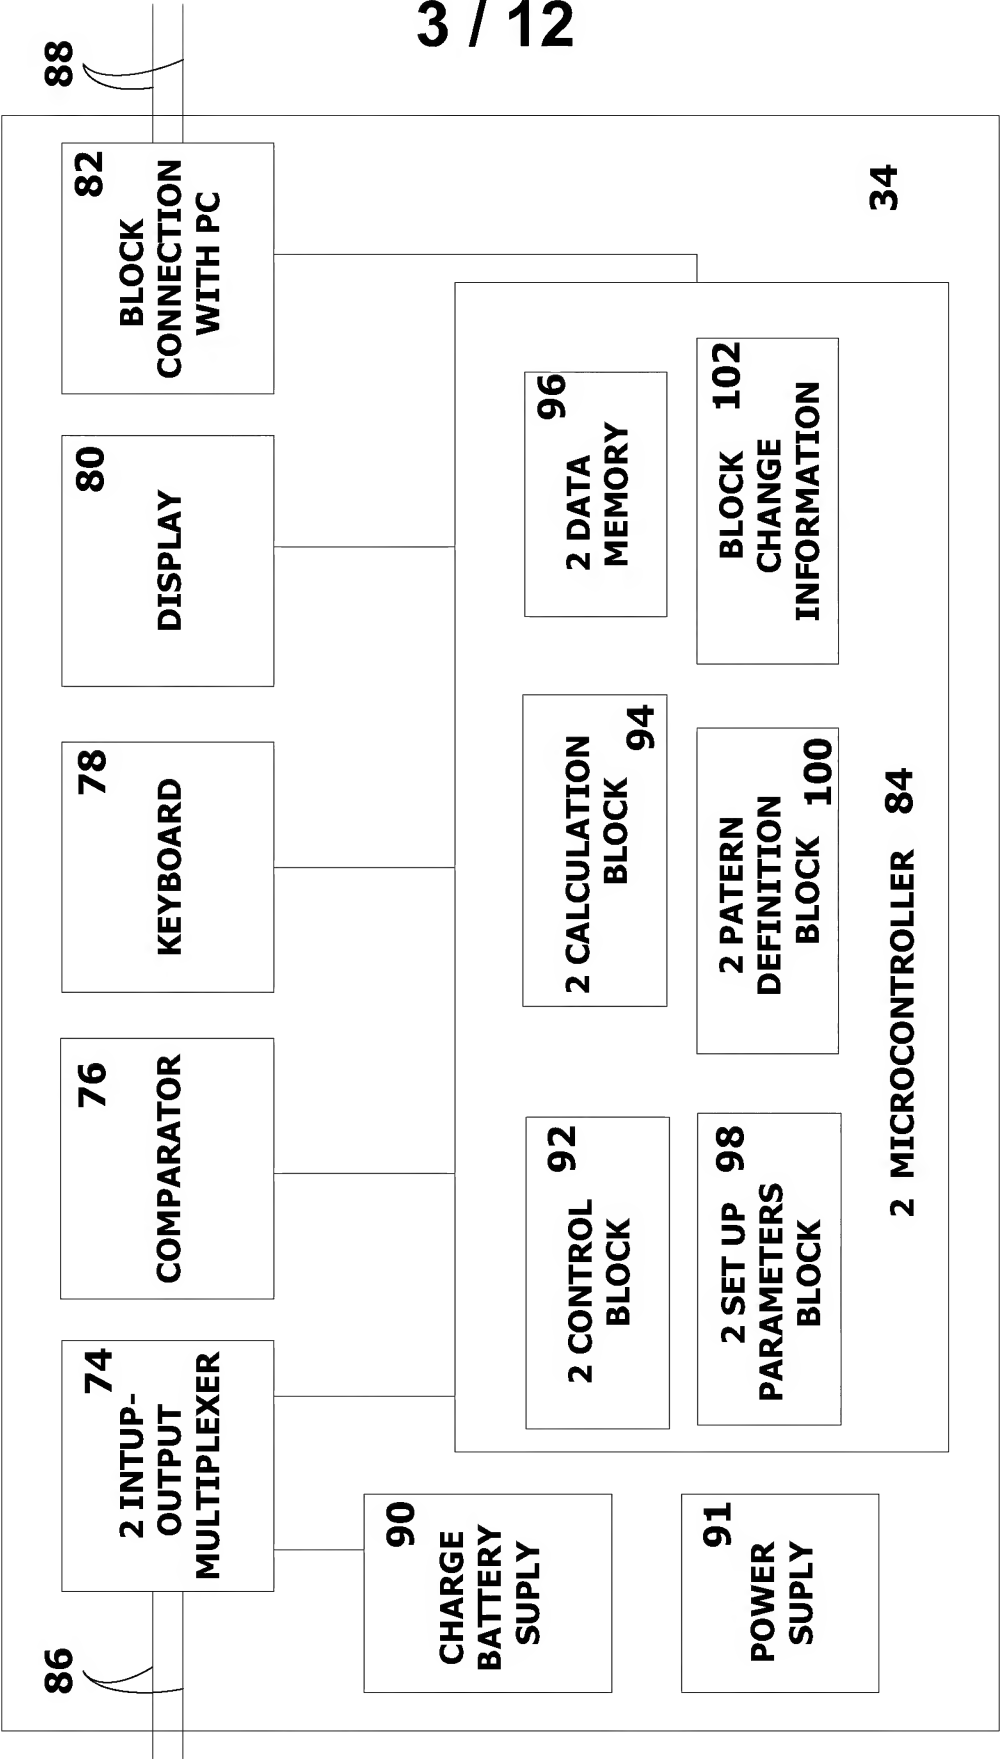 3 / 12
88
82
BLOCK
CONNECTION
WITH PC
80
DISPLAY
78
KEYBOARD
76
COMPARATOR
74
2 INTUP-
OUTPUT
MULTIPLEXER
86
34
96
2 DATA
MEMORY
102
BLOCK
CHANGE
INFORMATION
2 CALCULATION
BLOCK
94
2 PATERN
DEFINITION
BLOCK 100
92
2 CONTROL
BLOCK
2 SET UP 98
PARAMETERS
BLOCK
2 MICROCONTROLLER 84
90
CHARGE
BATTERY
SUPLY
91
POWER
SUPLY